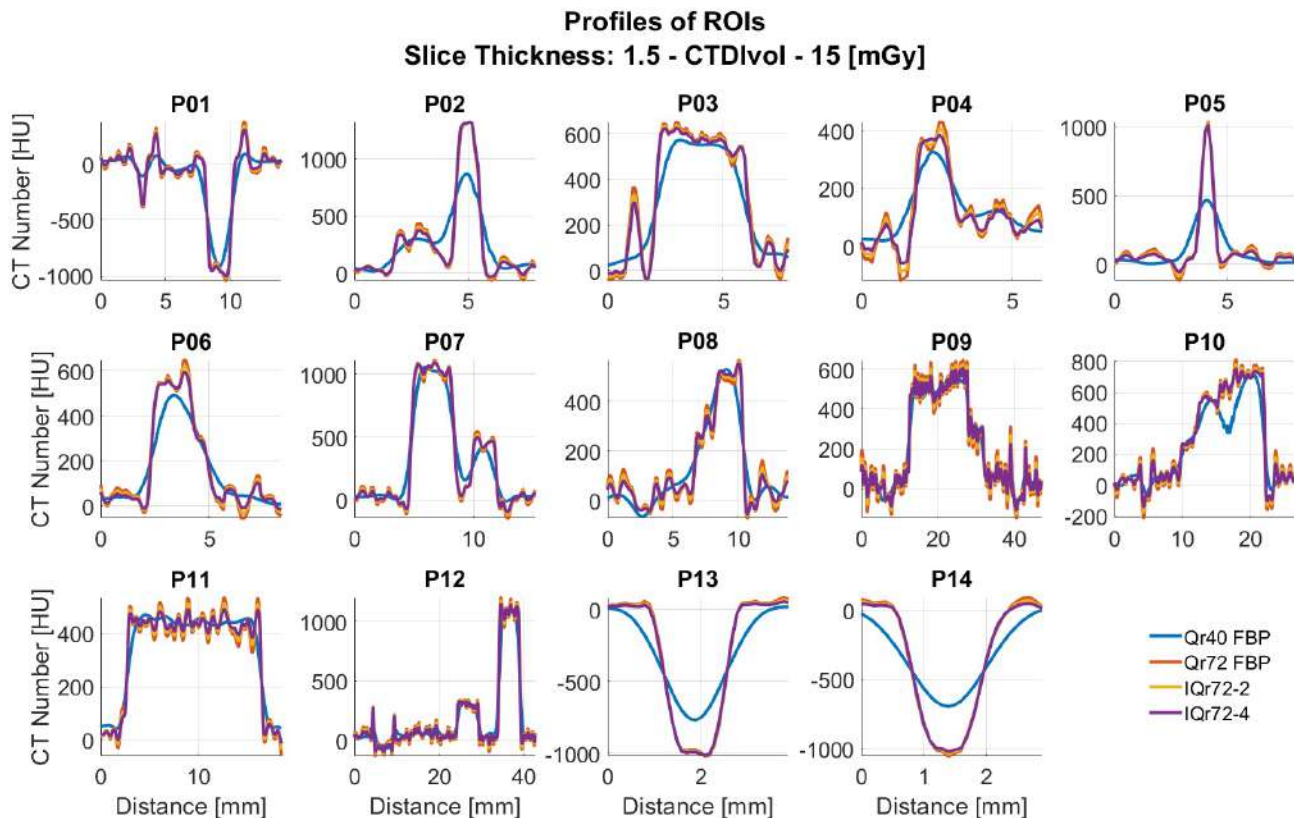 Profiles of ROIs
Slice Thickness: 1.5 - CTDIvol - 15 [mGy]
P01 P02 P03 P04 P05
CT Number [HU]
0
-500
-1000
0 5 10
1000
500
0
0 5
600
400
200
0
0 5
400
200
0
0 5
1000
500
0
0 5
P06 P07 P08 P09 P10
CT Number [HU]
600
400
200
0
0 5
1000
500
0
0 5 10
400
200
0
0 5 10
600
400
200
0
0 20 40
800
600
400
200
0
-200
0 10 20
P11 P12 P13 P14
CT Number [HU]
400
200
0
0 10
Distance [mm]
1000
500
0
0 20 40
Distance [mm]
0
-500
-1000
0 2
Distance [mm]
0
-500
-1000
0 1 2
Distance [mm]
Qr40 FBP
Qr72 FBP
IQr72-2
IQr72-4